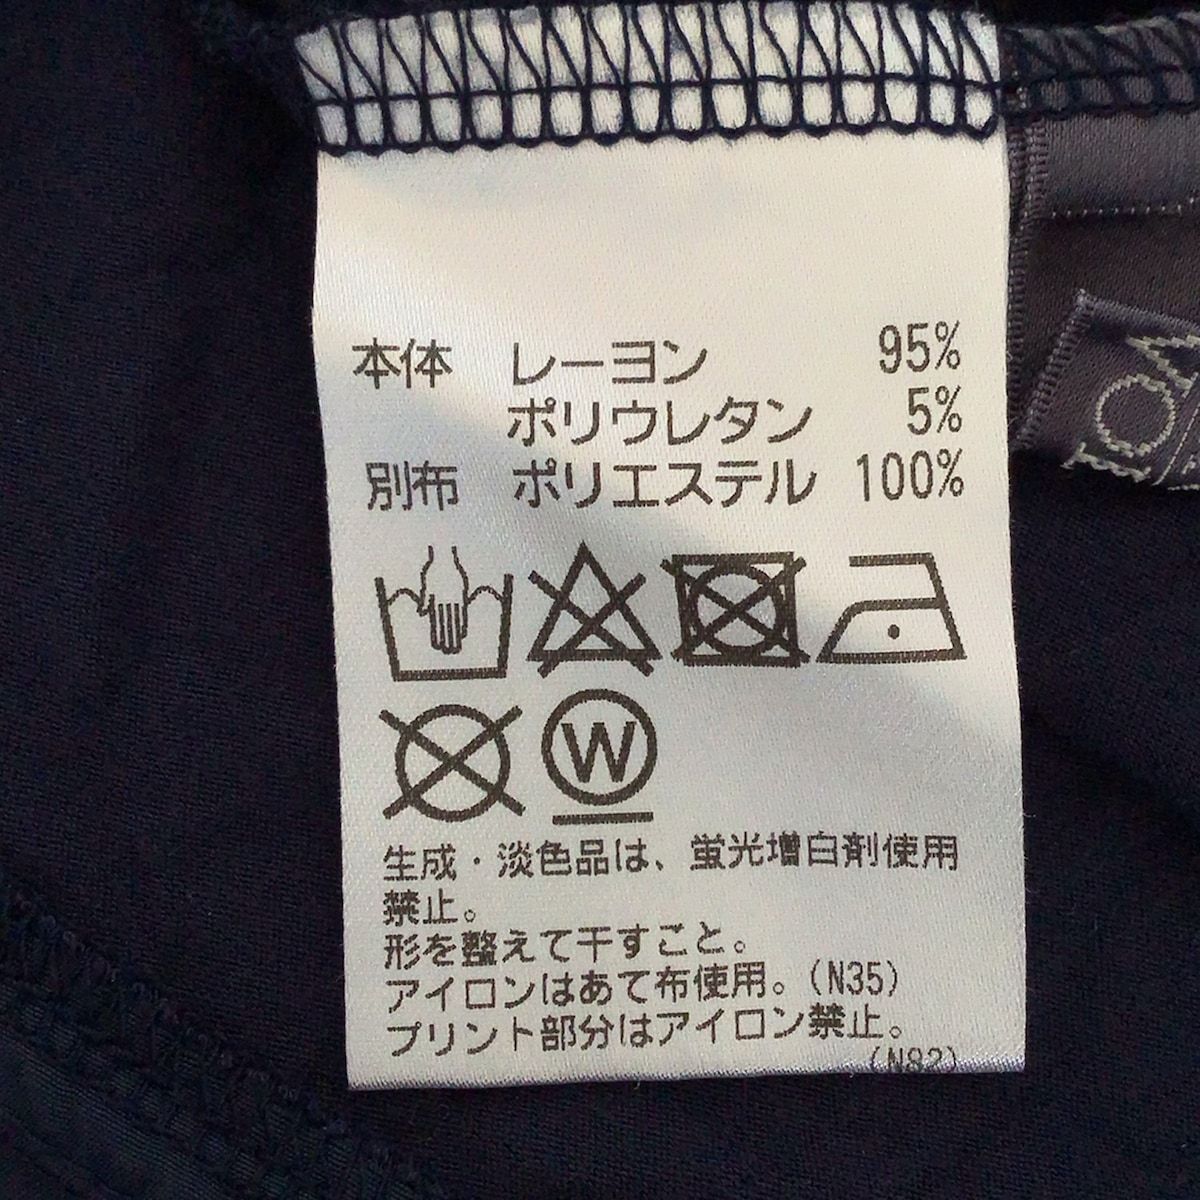 本体 レーヨン 95%
ポリウレタン 5%
別布 ポリエステル 100%
W
生成・淡色品は、蛍光増白剤使用
禁止。
形を整えて干すこと。
アイロンはあて布使用。(N35)
プリント部分はアイロン禁止。
(N82)